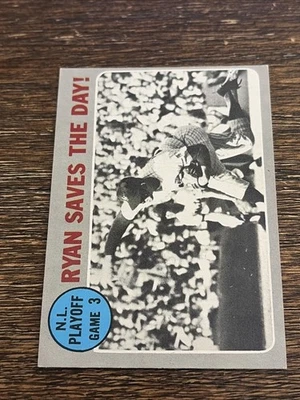 RYAN SAVES THE DAY!
N.L.
PLAYOFF
GAME 3